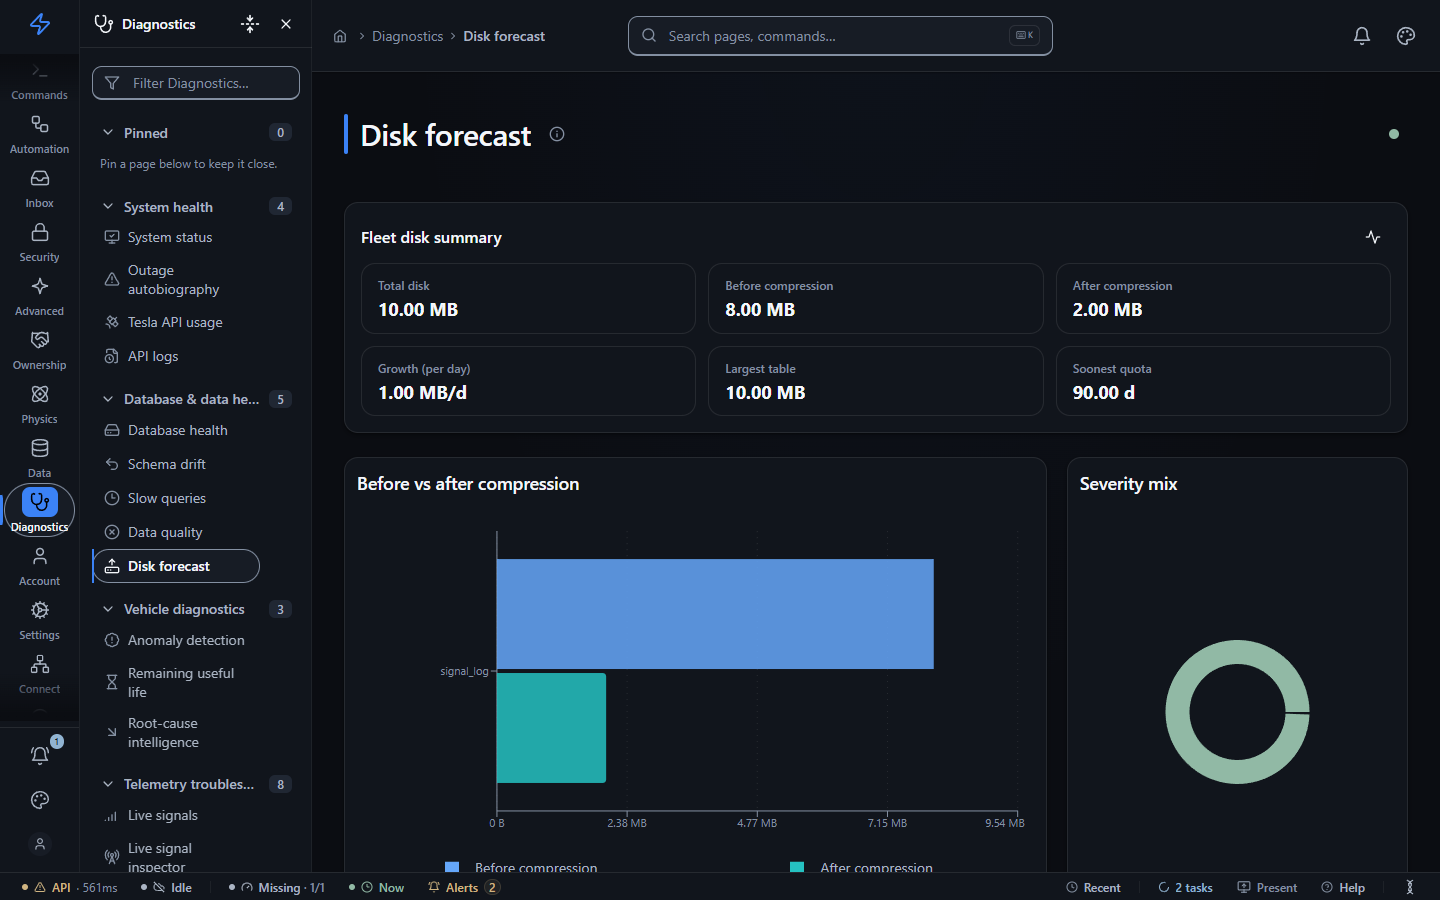 Commands
Automation
Inbox
Security
Advanced
Ownership
Physics
Data
Diagnostics
Account
Settings
Connect
1
Diagnostics
Filter Diagnostics...
Pinned 0
Pin a page below to keep it close.
System health 4
System status
Outage
autobiography
Tesla API usage
API logs
Database & data he... 5
Database health
Schema drift
Slow queries
Data quality
Disk forecast
Vehicle diagnostics 3
Anomaly detection
Remaining useful
life
Root-cause
intelligence
Telemetry troubles... 8
Live signals
Live signal
inspector
Diagnostics Disk forecast
Search pages, commands... K
Disk forecast
Fleet disk summary
Total disk
10.00 MB
Before compression
8.00 MB
After compression
2.00 MB
Growth (per day)
1.00 MB/d
Largest table
10.00 MB
Soonest quota
90.00 d
Before vs after compression
signal_log
0 B 2.38 MB 4.77 MB 7.15 MB 9.54 MB
Before compression After compression
Severity mix
API · 561ms Idle Missing · 1/1 Now Alerts 2 Recent 2 tasks Present Help